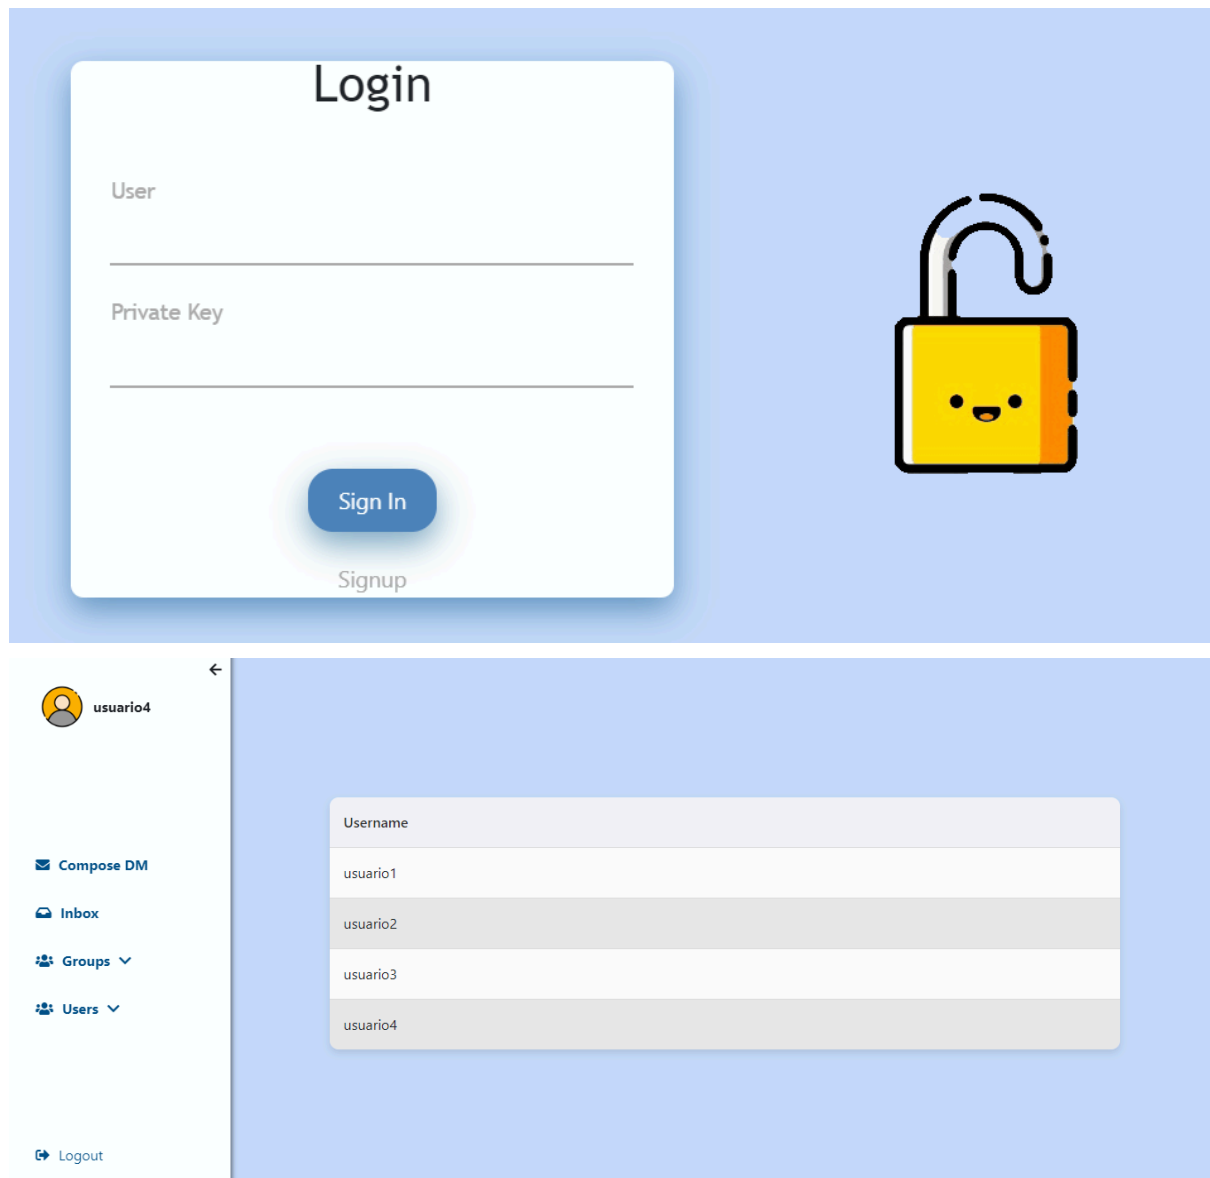 Login
User
Private Key
Sign In
Signup
usuario4
Compose DM
Inbox
Groups
Users
Logout
Username
usuario1
usuario2
usuario3
usuario4